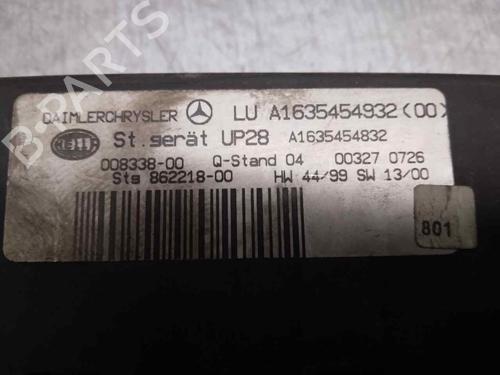 DAIMLERCHRYSLER LU A1635454932(00)
HELLA St.gerät UP28 A1635454832
008338-00 Q-Stand 04 00327 0726
Sts 862218-00 HW 44/99 SW 13/00
801
B-PARTS